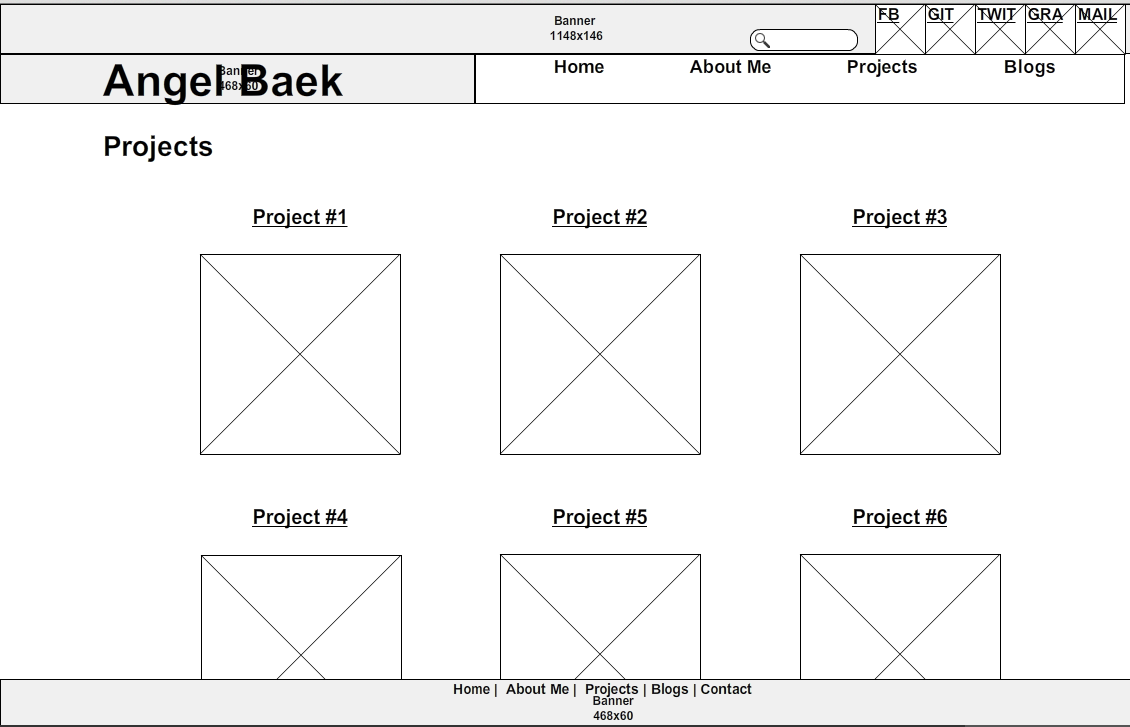 Banner
1148x146
FB GIT TWIT GRA MAIL
Angel Baek
Banner
468x60
Home About Me Projects Blogs
Projects
Project #1 Project #2 Project #3
Project #4 Project #5 Project #6
Home | About Me | Projects | Blogs | Contact
Banner
468x60